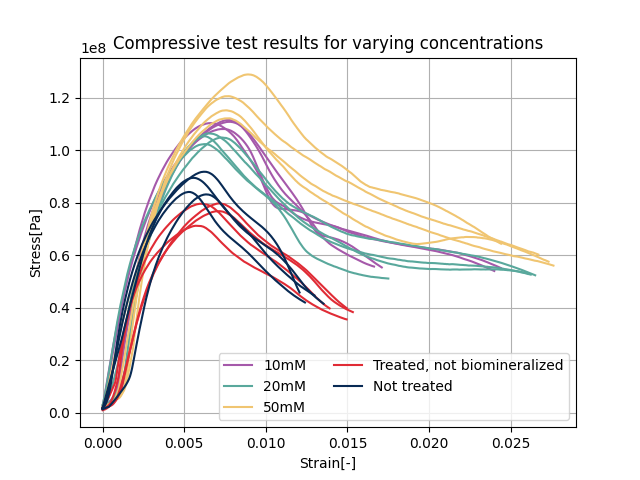 Compressive test results for varying concentrations
1e8
1.2
1.0
0.8
0.6
0.4
0.2
0.0
Stress[Pa]
10mM
20mM
50mM
Treated, not biomineralized
Not treated
0.000 0.005 0.010 0.015 0.020 0.025
Strain[-]